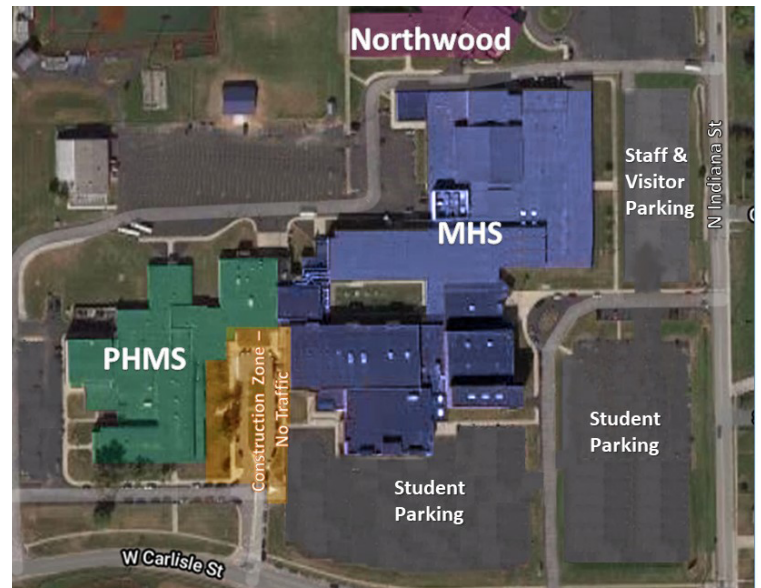 Northwood
Staff &
Visitor
Parking
N Indiana St
MHS
PHMS
Construction Zone –
No Traffic
Student
Parking
Student
Parking
W Carlisle St